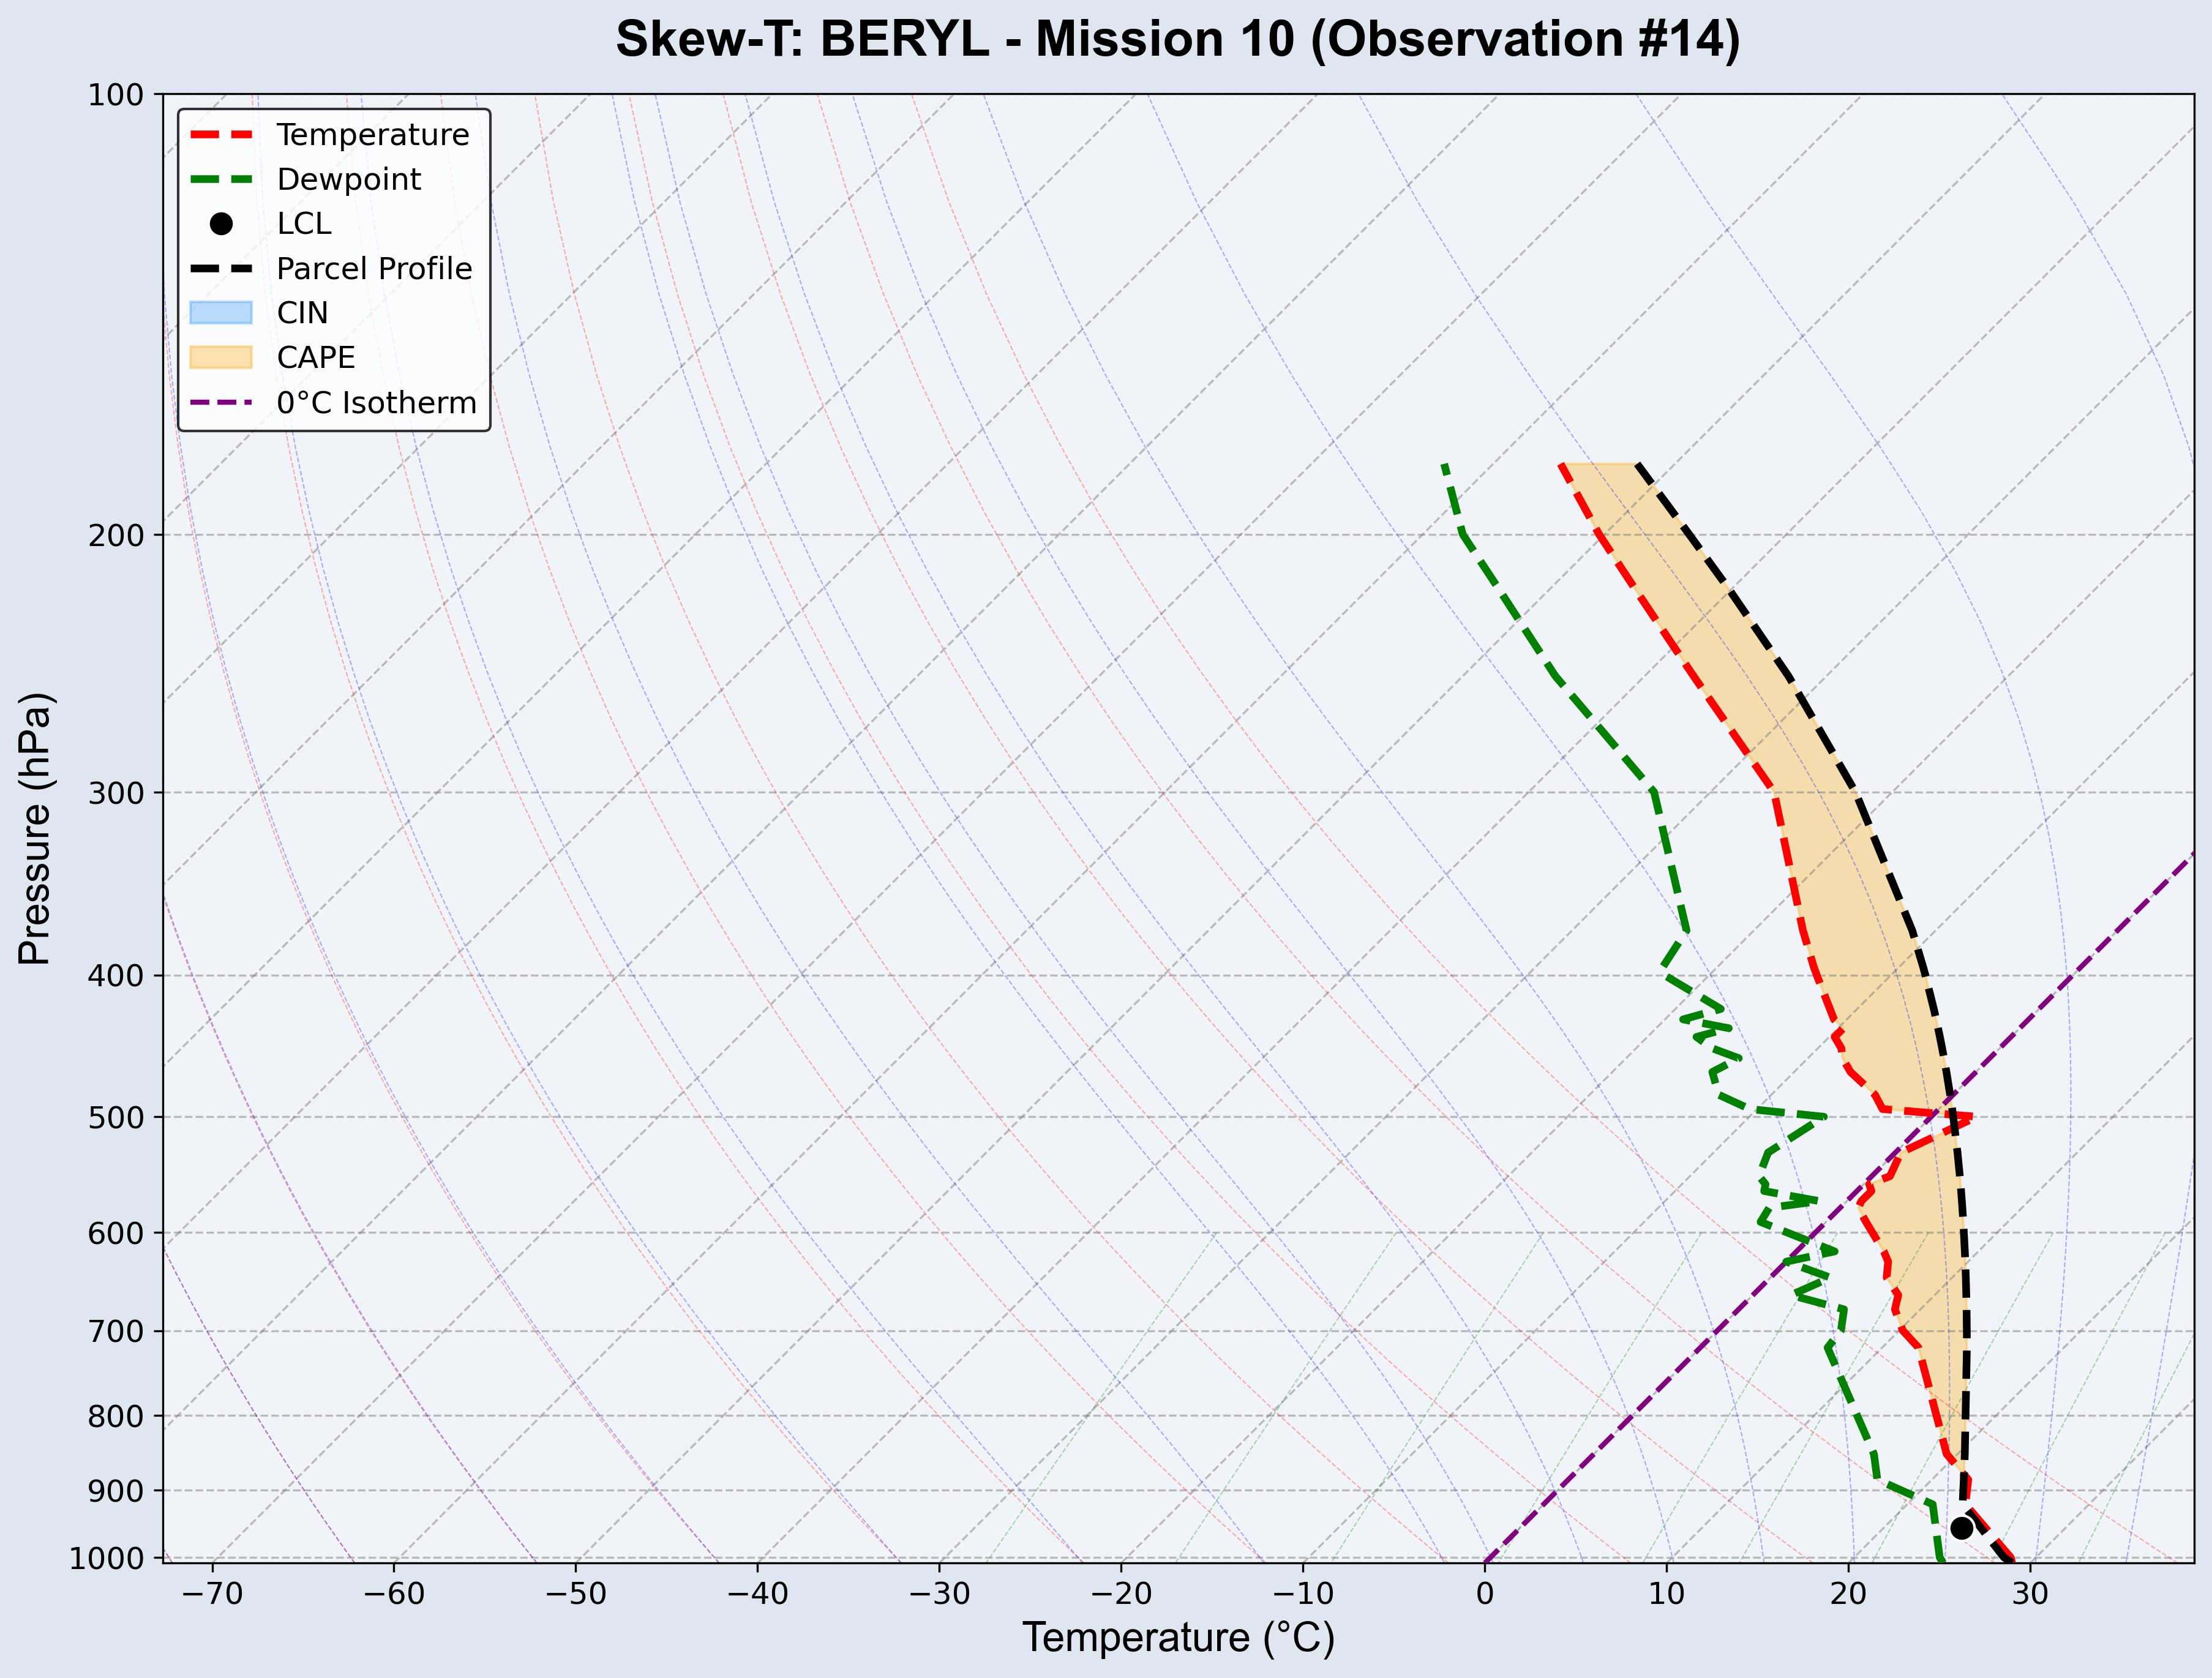 Skew-T: BERYL - Mission 10 (Observation #14)
Temperature
Dewpoint
LCL
Parcel Profile
CIN
CAPE
0°C Isotherm
Pressure (hPa)
100
200
300
400
500
600
700
800
900
1000
−70 −60 −50 −40 −30 −20 −10 0 10 20 30
Temperature (°C)